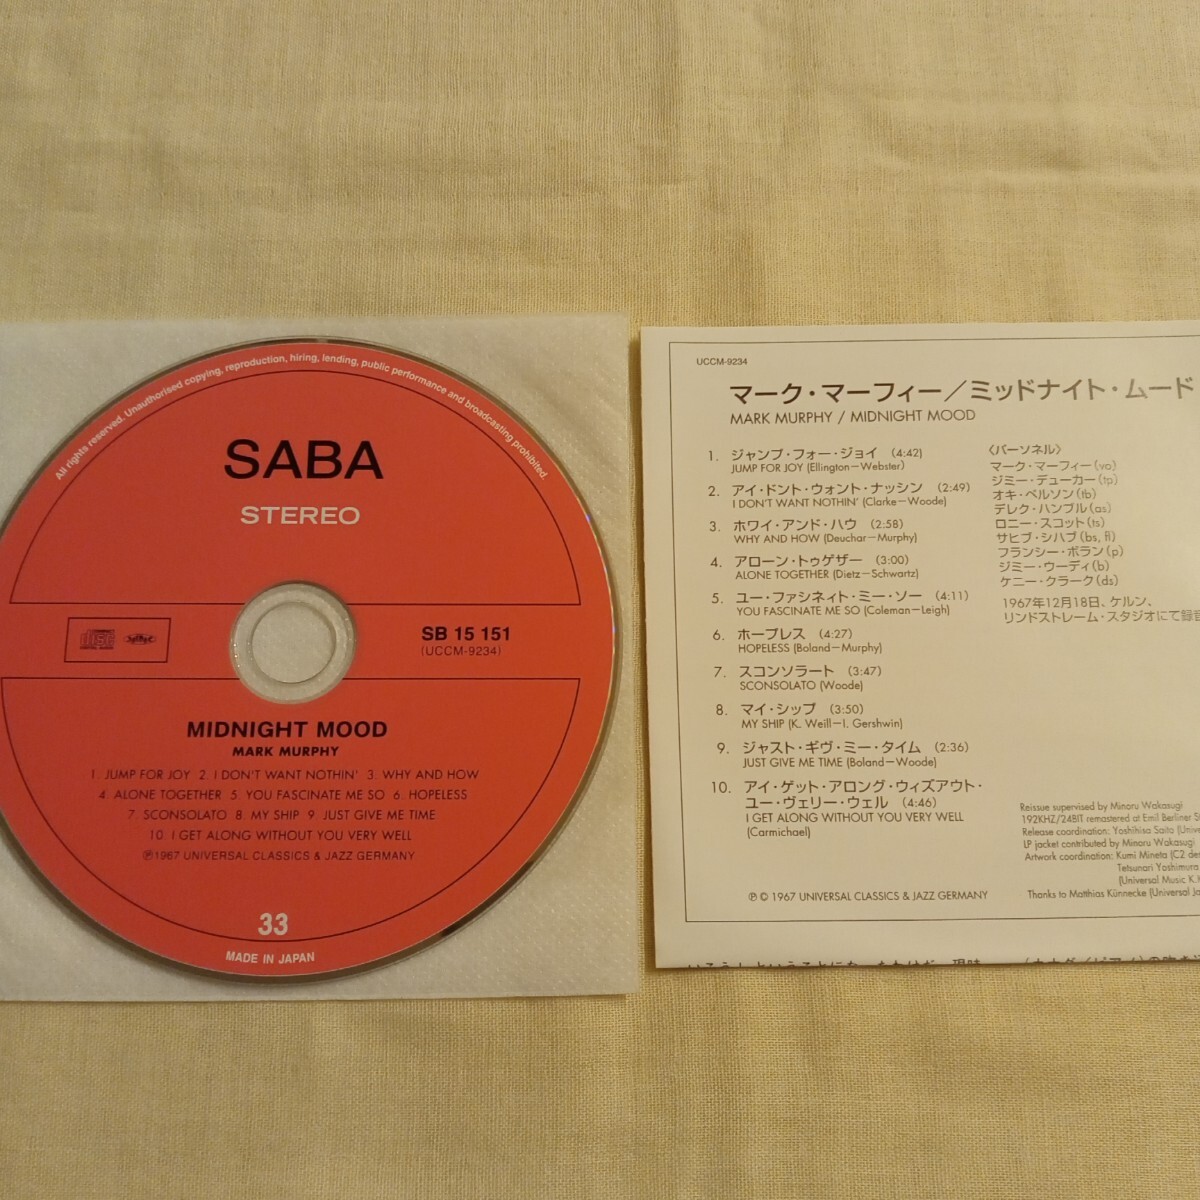 All rights reserved. Unauthorised copying, reproduction, hiring, lending, public performance and broadcasting prohibited.
SABA
STEREO
SB 15 151
(UCCM-9234)
MIDNIGHT MOOD
MARK MURPHY
1. JUMP FOR JOY 2. I DON'T WANT NOTHIN' 3. WHY AND HOW
4. ALONE TOGETHER 5. YOU FASCINATE ME SO 6. HOPELESS
7. SCONSOLATO 8. MY SHIP 9. JUST GIVE ME TIME
10. I GET ALONG WITHOUT YOU VERY WELL
℗1967 UNIVERSAL CLASSICS & JAZZ GERMANY
33
MADE IN JAPAN
UCCM-9234
マーク・マーフィー／ミッドナイト・ムード
MARK MURPHY / MIDNIGHT MOOD
1. ジャンプ・フォー・ジョイ (4:42)
JUMP FOR JOY (Ellington−Webster)
2. アイ・ドント・ウォント・ナッシン (2:49)
I DON'T WANT NOTHIN' (Clarke−Woode)
3. ホワイ・アンド・ハウ (2:58)
WHY AND HOW (Deuchar−Murphy)
4. アローン・トゥゲザー (3:00)
ALONE TOGETHER (Dietz−Schwartz)
5. ユー・ファシネイト・ミー・ソー (4:11)
YOU FASCINATE ME SO (Coleman−Leigh)
6. ホープレス (4:27)
HOPELESS (Boland−Murphy)
7. スコンソラート (3:47)
SCONSOLATO (Woode)
8. マイ・シップ (3:50)
MY SHIP (K. Weill−I. Gershwin)
9. ジャスト・ギヴ・ミー・タイム (2:36)
JUST GIVE ME TIME (Boland−Woode)
10. アイ・ゲット・アロング・ウィズアウト・
ユー・ヴェリー・ウェル (4:46)
I GET ALONG WITHOUT YOU VERY WELL
(Carmichael)
〈パーソネル〉
マーク・マーフィー(vo)
ジミー・デューカー(tp)
オキ・ペルソン(tb)
デレク・ハンブル(as)
ロニー・スコット(ts)
サヒブ・シハブ(bs, fl)
フランシー・ボラン(p)
ジミー・ウーディ(b)
ケニー・クラーク(ds)
1967年12月18日、ケルン、
リンドストレーム・スタジオにて録音
Reissue supervised by Minoru Wakasugi
192KHZ/24BIT remastered at Emil Berliner
Release coordination: Yoshihisa Saito
LP jacket contributed by Minoru Wakasugi
Artwork coordination: Kumi Mineta (C2
Tetsunari Yoshimura
(Universal Music K.
Thanks to Matthias Künnecke (Universal
℗ © 1967 UNIVERSAL CLASSICS & JAZZ GERMANY